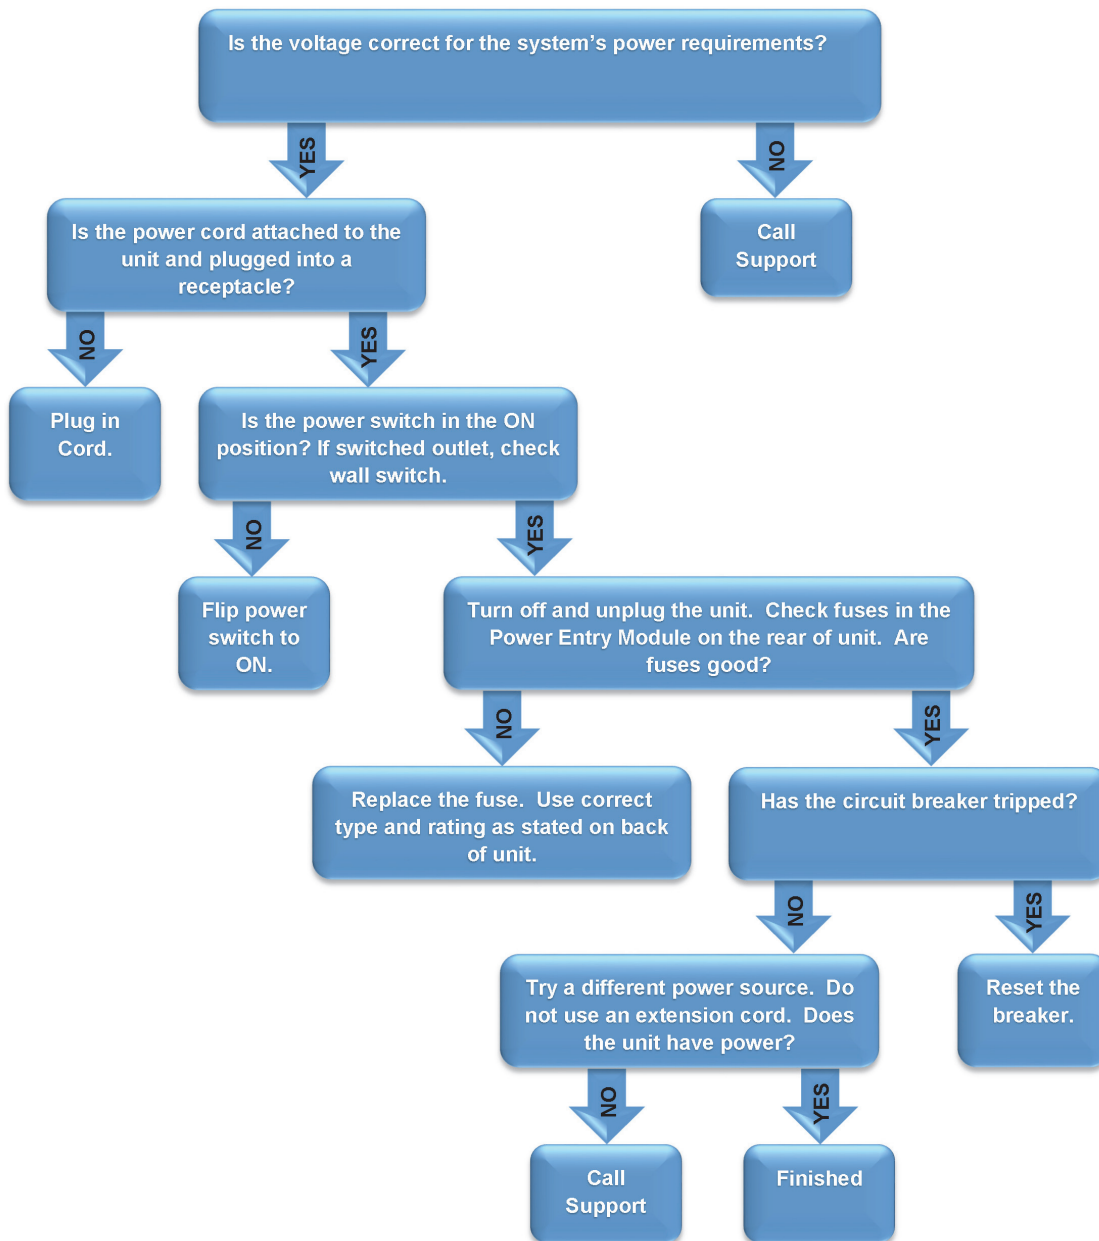 Is the voltage correct for the system's power requirements?
YES
NO
Is the power cord attached to the
unit and plugged into a
receptacle?
Call
Support
NO
YES
Plug in
Cord.
Is the power switch in the ON
position? If switched outlet, check
wall switch.
NO
YES
Flip power
switch to
ON.
Turn off and unplug the unit.  Check fuses in the
Power Entry Module on the rear of unit.  Are
fuses good?
NO
YES
Replace the fuse.  Use correct
type and rating as stated on back
of unit.
Has the circuit breaker tripped?
NO
YES
Try a different power source.  Do
not use an extension cord.  Does
the unit have power?
Reset the
breaker.
NO
YES
Call
Support
Finished